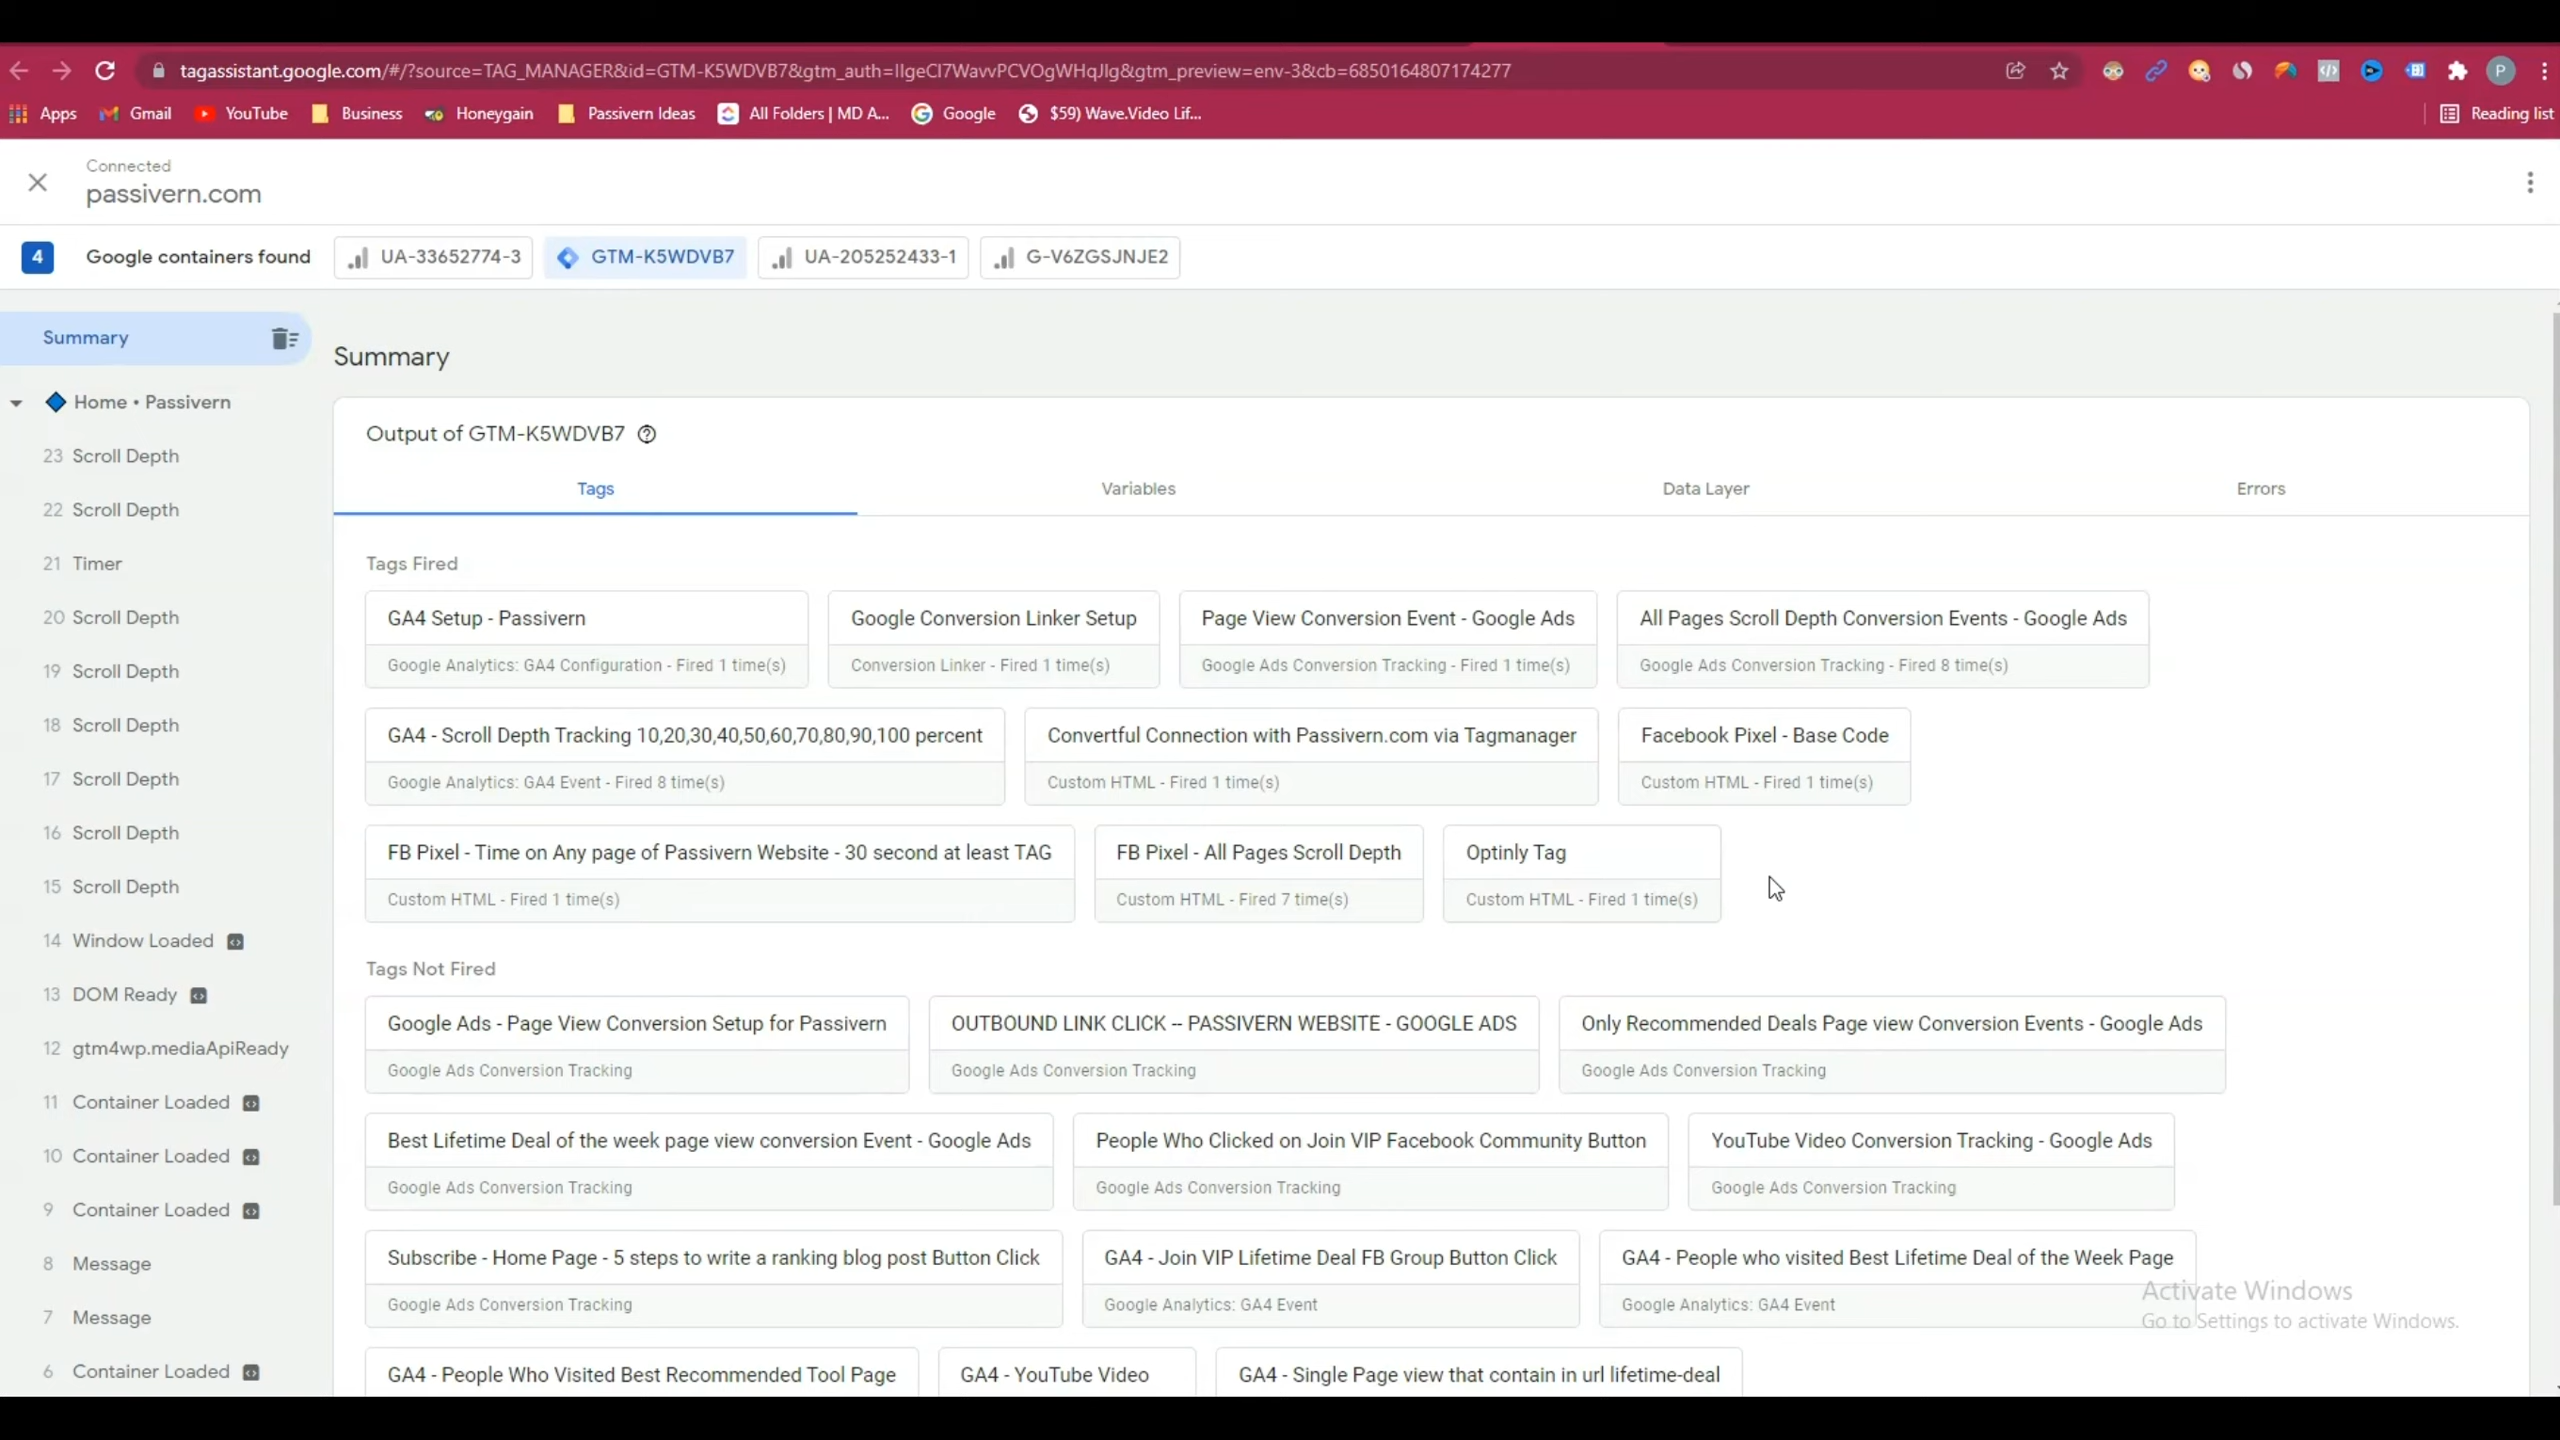 tagassistant.google.com/#/?source=TAG_MANAGER&id=GTM-K5WDVB7&gtm_auth=IIgeCI7WavvPCVOgWHqJIg&gtm_preview=env-3&cb=6850164807174277
P
Apps Gmail YouTube Business Honeygain Passivern Ideas All Folders | MD A... Google $59) Wave.Video Lif... Reading list
Connected
passivern.com
4 Google containers found UA-33652774-3 GTM-K5WDVB7 UA-205252433-1 G-V6ZGSJNJE2
Summary
Home • Passivern
23 Scroll Depth
22 Scroll Depth
21 Timer
20 Scroll Depth
19 Scroll Depth
18 Scroll Depth
17 Scroll Depth
16 Scroll Depth
15 Scroll Depth
14 Window Loaded
13 DOM Ready
12 gtm4wp.mediaApiReady
11 Container Loaded
10 Container Loaded
9 Container Loaded
8 Message
7 Message
6 Container Loaded
Summary
Output of GTM-K5WDVB7
Tags Variables Data Layer Errors
Tags Fired
GA4 Setup - Passivern
Google Analytics: GA4 Configuration - Fired 1 time(s)
Google Conversion Linker Setup
Conversion Linker - Fired 1 time(s)
Page View Conversion Event - Google Ads
Google Ads Conversion Tracking - Fired 1 time(s)
All Pages Scroll Depth Conversion Events - Google Ads
Google Ads Conversion Tracking - Fired 8 time(s)
GA4 - Scroll Depth Tracking 10,20,30,40,50,60,70,80,90,100 percent
Google Analytics: GA4 Event - Fired 8 time(s)
Convertful Connection with Passivern.com via Tagmanager
Custom HTML - Fired 1 time(s)
Facebook Pixel - Base Code
Custom HTML - Fired 1 time(s)
FB Pixel - Time on Any page of Passivern Website - 30 second at least TAG
Custom HTML - Fired 1 time(s)
FB Pixel - All Pages Scroll Depth
Custom HTML - Fired 7 time(s)
Optinly Tag
Custom HTML - Fired 1 time(s)
Tags Not Fired
Google Ads - Page View Conversion Setup for Passivern
Google Ads Conversion Tracking
OUTBOUND LINK CLICK -- PASSIVERN WEBSITE - GOOGLE ADS
Google Ads Conversion Tracking
Only Recommended Deals Page view Conversion Events - Google Ads
Google Ads Conversion Tracking
Best Lifetime Deal of the week page view conversion Event - Google Ads
Google Ads Conversion Tracking
People Who Clicked on Join VIP Facebook Community Button
Google Ads Conversion Tracking
YouTube Video Conversion Tracking - Google Ads
Google Ads Conversion Tracking
Subscribe - Home Page - 5 steps to write a ranking blog post Button Click
Google Ads Conversion Tracking
GA4 - Join VIP Lifetime Deal FB Group Button Click
Google Analytics: GA4 Event
GA4 - People who visited Best Lifetime Deal of the Week Page
Google Analytics: GA4 Event
GA4 - People Who Visited Best Recommended Tool Page
GA4 - YouTube Video
GA4 - Single Page view that contain in url lifetime-deal
Activate Windows
Go to Settings to activate Windows.